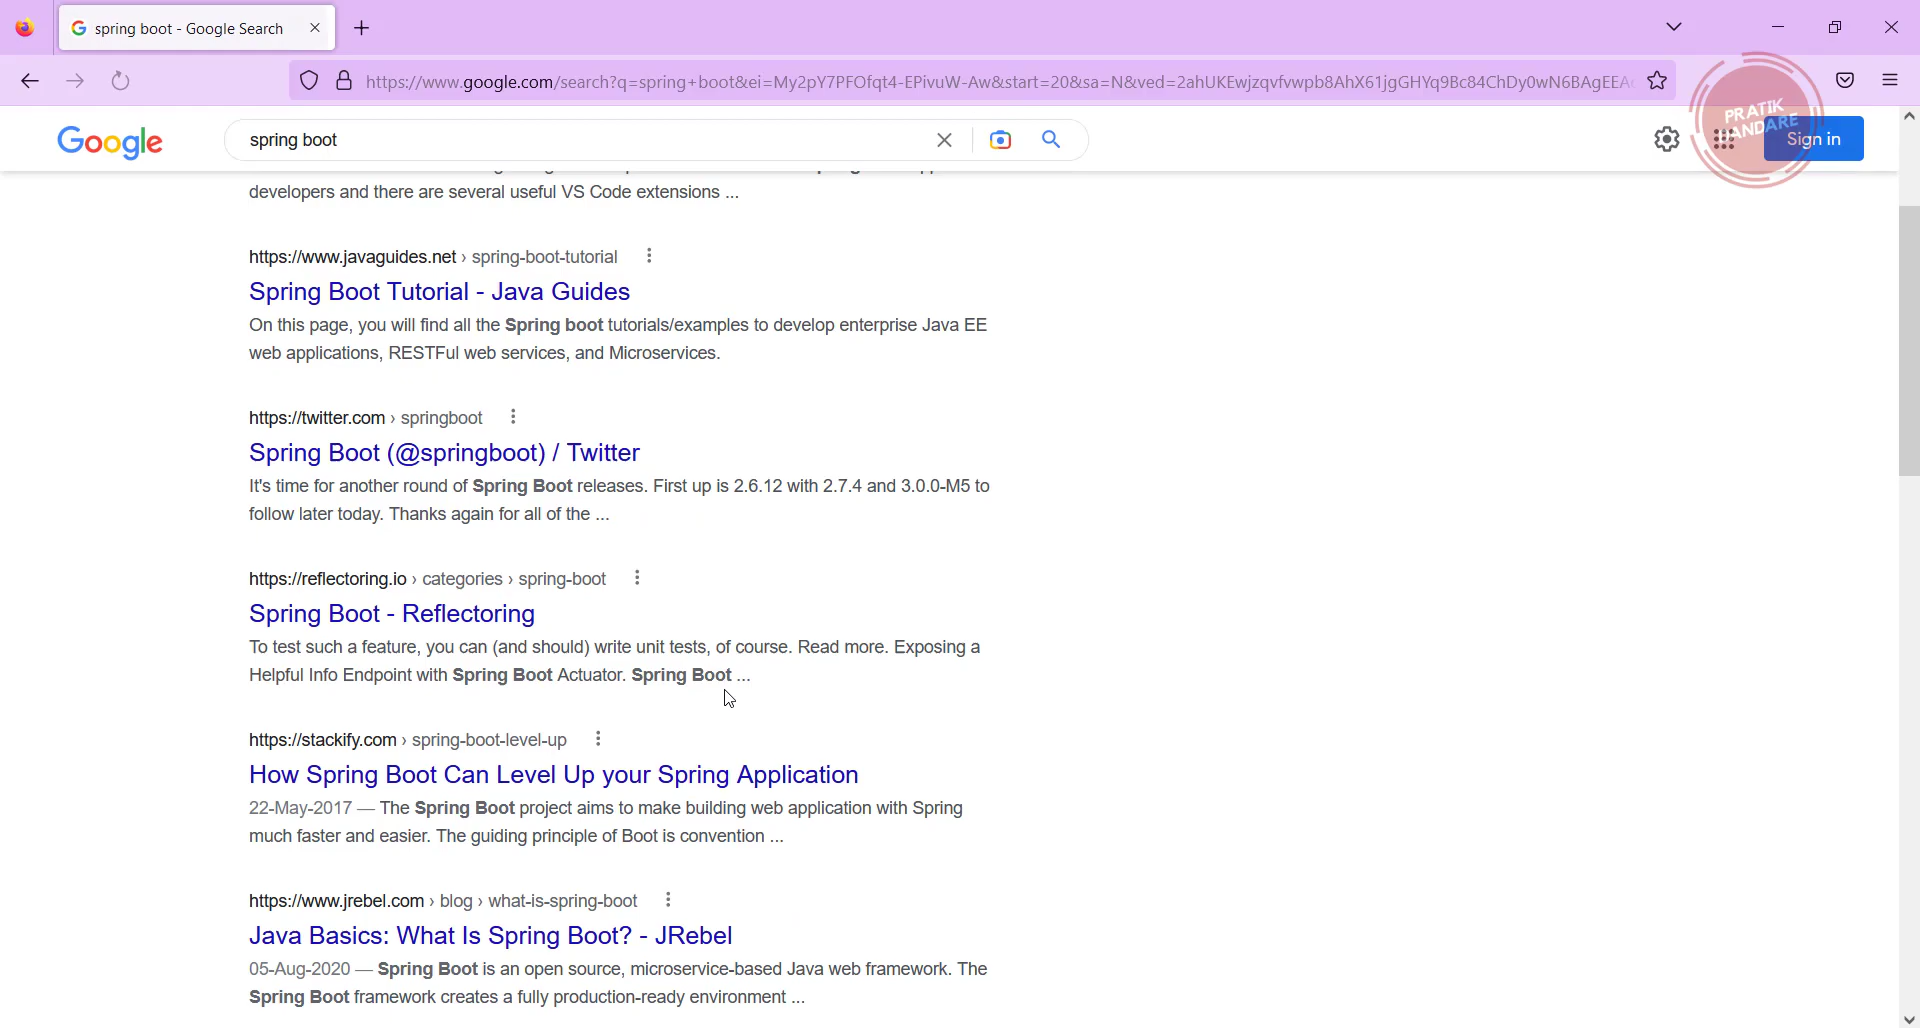 spring boot - Google Search
https://www.google.com/search?q=spring+boot&ei=My2pY7PFOfqt4-EPivuW-Aw&start=20&sa=N&ved=2ahUKEwjzqvfvwpb8AhX61jgGHYq9Bc84ChDy0wN6BAgEEA
Google
spring boot
PRATIK
Sign in
developers and there are several useful VS Code extensions ...
https://www.javaguides.net › spring-boot-tutorial
Spring Boot Tutorial - Java Guides
On this page, you will find all the Spring boot tutorials/examples to develop enterprise Java EE
web applications, RESTFul web services, and Microservices.
https://twitter.com › springboot
Spring Boot (@springboot) / Twitter
It's time for another round of Spring Boot releases. First up is 2.6.12 with 2.7.4 and 3.0.0-M5 to
follow later today. Thanks again for all of the ...
https://reflectoring.io › categories › spring-boot
Spring Boot - Reflectoring
To test such a feature, you can (and should) write unit tests, of course. Read more. Exposing a
Helpful Info Endpoint with Spring Boot Actuator. Spring Boot ...
https://stackify.com › spring-boot-level-up
How Spring Boot Can Level Up your Spring Application
22-May-2017 — The Spring Boot project aims to make building web application with Spring
much faster and easier. The guiding principle of Boot is convention ...
https://www.jrebel.com › blog › what-is-spring-boot
Java Basics: What Is Spring Boot? - JRebel
05-Aug-2020 — Spring Boot is an open source, microservice-based Java web framework. The
Spring Boot framework creates a fully production-ready environment ...